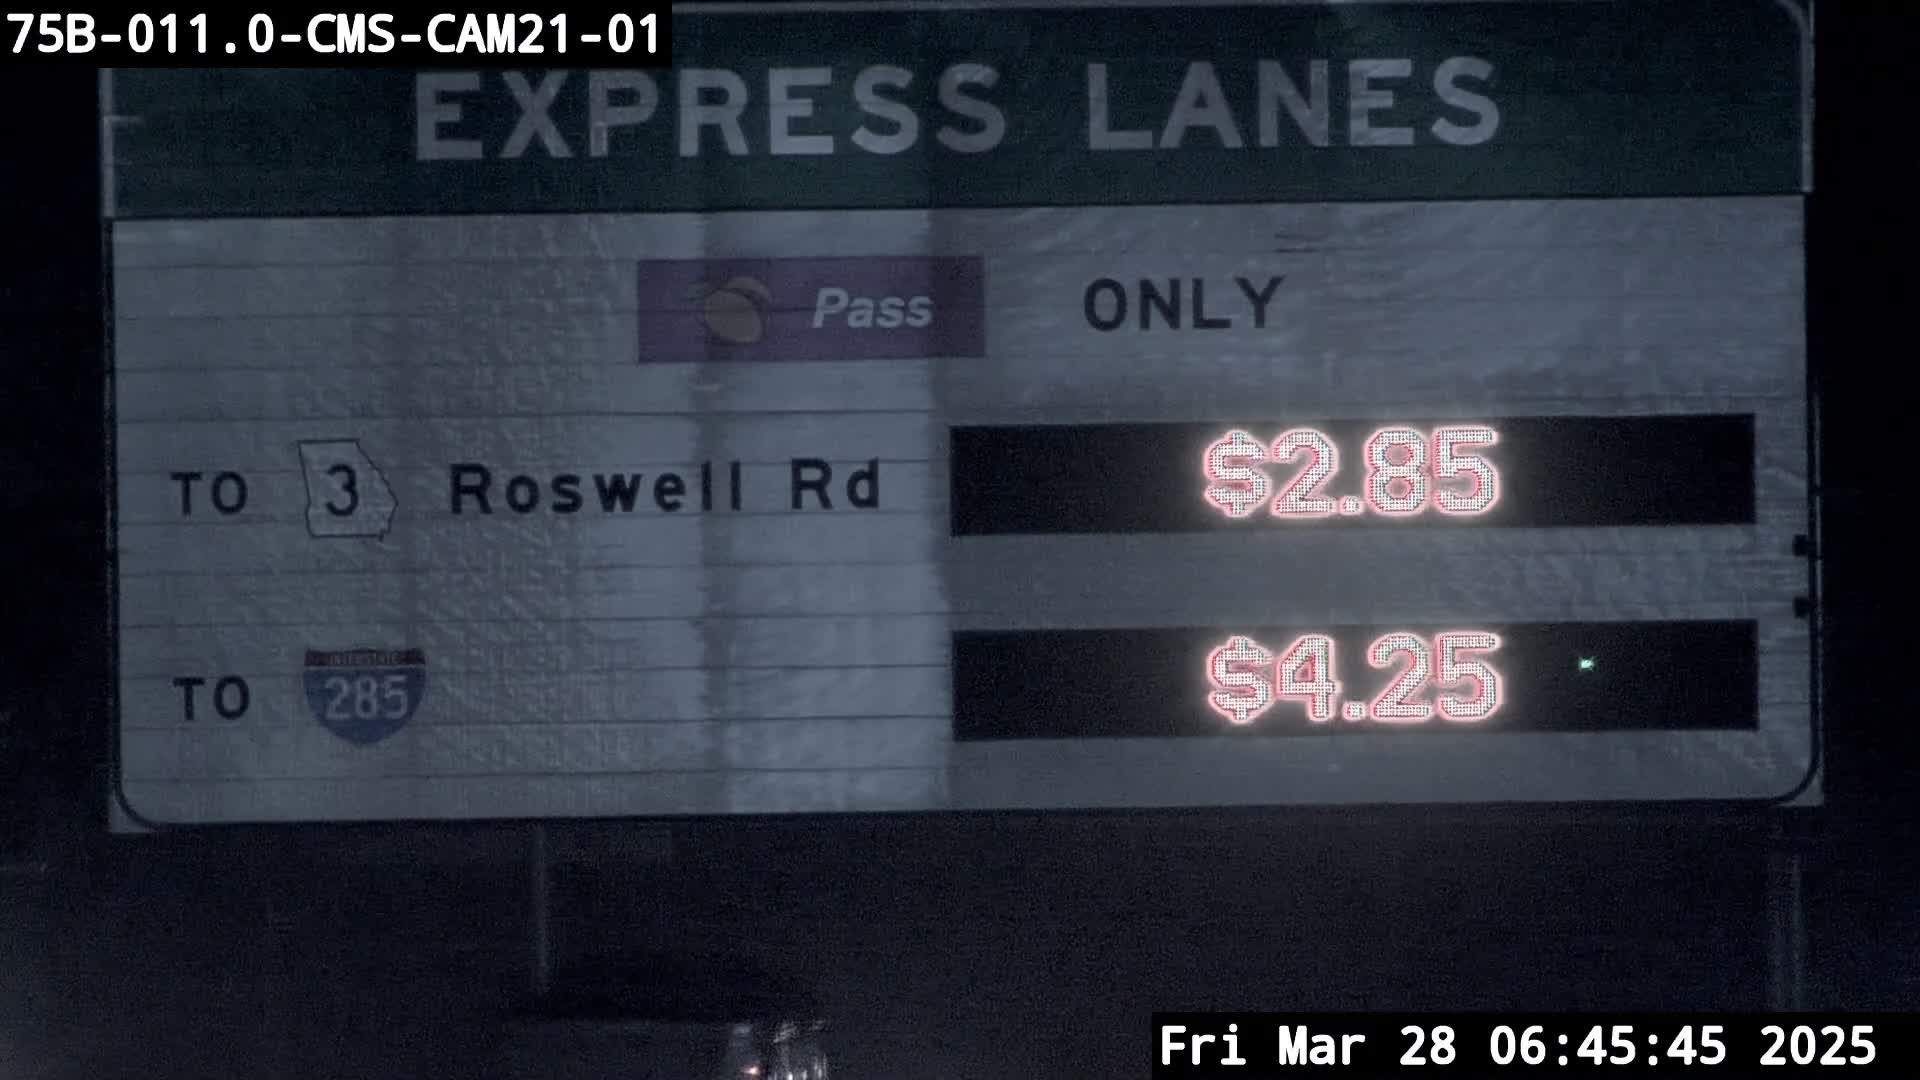 75B-011.0-CMS-CAM21-01
EXPRESS LANES
Pass ONLY
TO 3 Roswell Rd $2.85
INTERSTATE
TO 285 $4.25
Fri Mar 28 06:45:45 2025